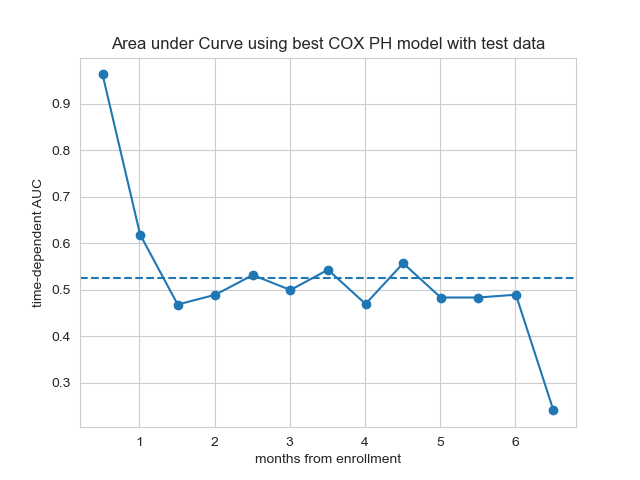 Area under Curve using best COX PH model with test data
time-dependent AUC
0.9
0.8
0.7
0.6
0.5
0.4
0.3
1 2 3 4 5 6
months from enrollment